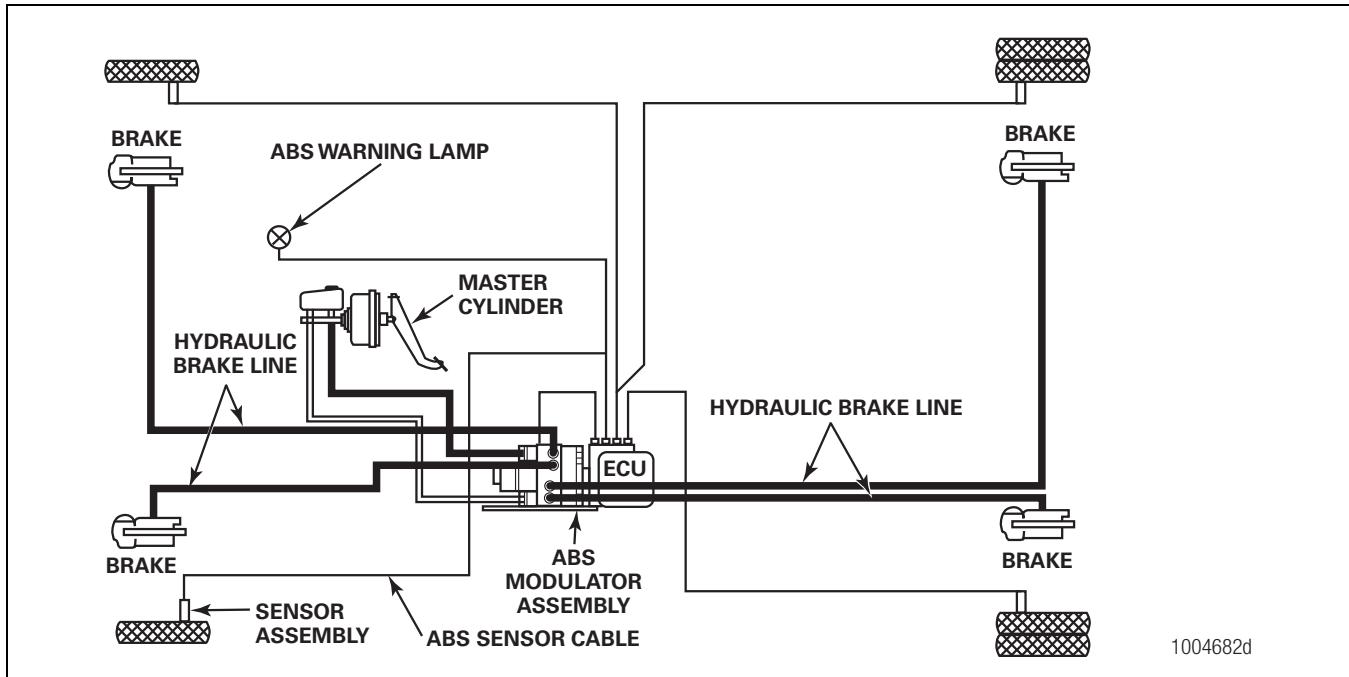 BRAKE
ABS WARNING LAMP
BRAKE
MASTER
CYLINDER
HYDRAULIC
BRAKE LINE
HYDRAULIC BRAKE LINE
ECU
BRAKE
ABS
MODULATOR
ASSEMBLY
BRAKE
SENSOR
ASSEMBLY
ABS SENSOR CABLE
1004682d